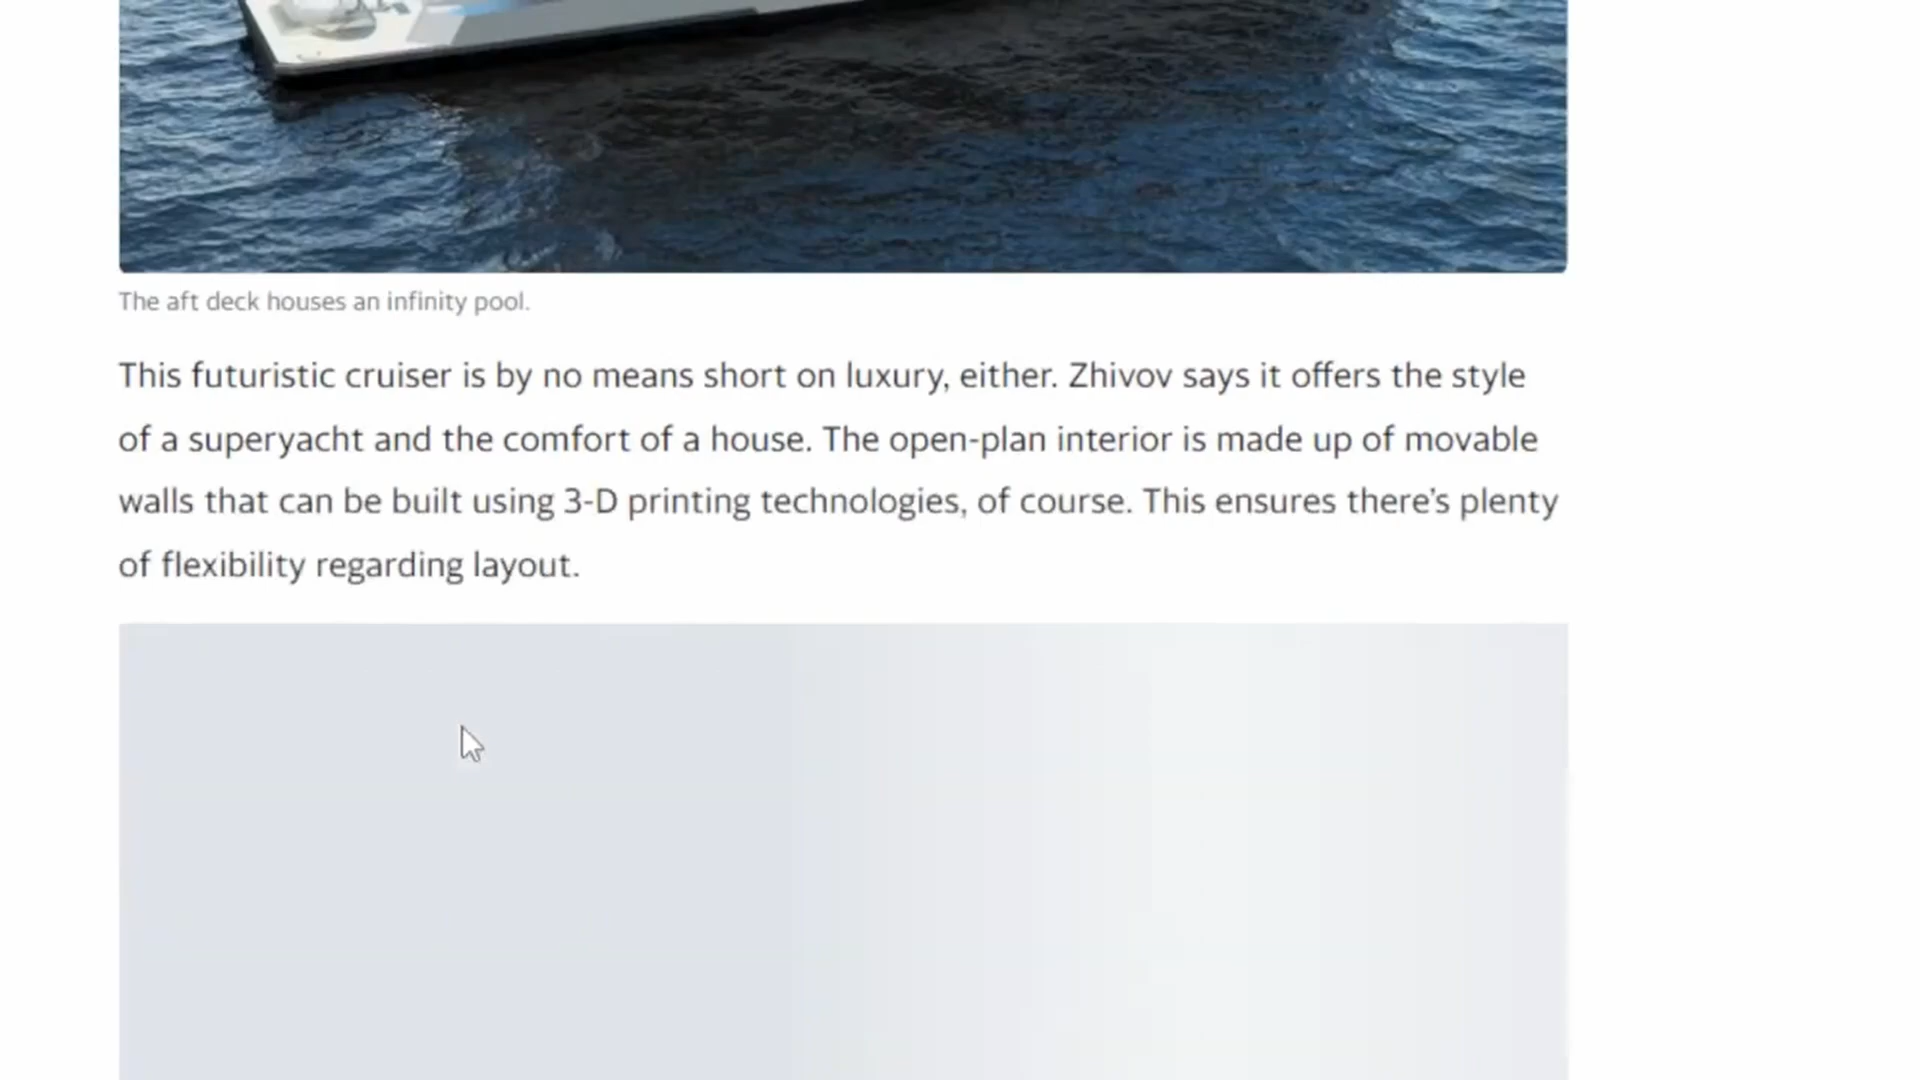 The aft deck houses an infinity pool.
This futuristic cruiser is by no means short on luxury, either. Zhivov says it offers the style
of a superyacht and the comfort of a house. The open-plan interior is made up of movable
walls that can be built using 3-D printing technologies, of course. This ensures there’s plenty
of flexibility regarding layout.